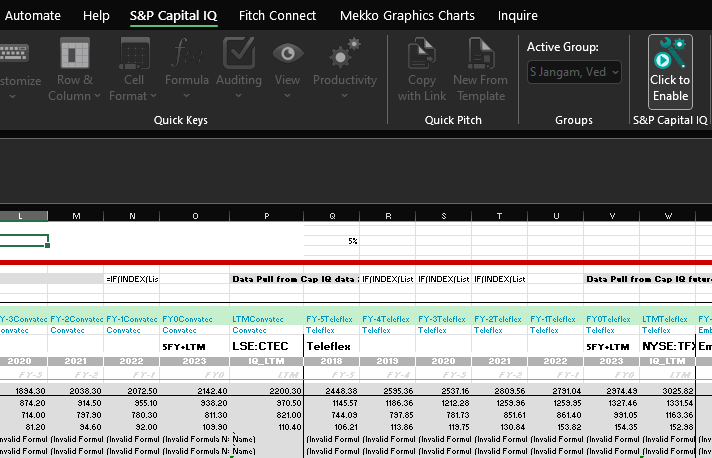 Automate Help S&P Capital IQ Fitch Connect Mekko Graphics Charts Inquire
Active Group:
S Jangam, Ved
stomize Row & Column Cell Format Formula Auditing View Productivity Copy with Link New From Template Click to Enable
Quick Keys Quick Pitch Groups S&P Capital IQ
L M N O P Q R S T U V W
5%
=IF(INDEX(Lis Data Pull from Cap IQ data : IF(INDEX(List IF(INDEX(List IF(INDEX(List Data Pull from Cap IQ futur
FY-3Convatec FY-2Convatec FY-1Convatec FY0Convatec LTMConvatec FY-5Teleflex FY-4Teleflex FY-3Teleflex FY-2Teleflex FY-1Teleflex FY0Teleflex LTMTeleflex FY-
onvatec Convatec Convatec Convatec Convatec Teleflex Teleflex Teleflex Teleflex Teleflex Teleflex Teleflex Emb
5FY+LTM LSE:CTEC Teleflex 5FY+LTM NYSE:TFX Em
2020 2021 2022 2023 IQ_LTM 2018 2019 2020 2021 2022 2023 IQ_LTM
FY-3 FY-2 FY-1 FY0 LTM FY-5 FY-4 FY-3 FY-2 FY-1 FY0 LTM
1894.30 2038.30 2072.50 2142.40 2200.30 2448.38 2595.36 2537.16 2809.56 2791.04 2974.49 3025.82
874.20 914.50 955.10 938.20 970.50 1145.57 1186.36 1212.28 1259.96 1259.95 1327.46 1331.54
714.00 797.90 780.30 811.30 821.00 744.09 797.85 781.73 851.61 861.40 991.05 1163.36
81.20 94.60 92.00 109.90 110.40 106.21 113.86 119.75 130.84 153.82 154.35 152.98
Invalid Formul (Invalid Formul (Invalid Formul (Invalid Formula N: Name) (Invalid Formul (Invalid Formul (Invalid Formul (Invalid Formul (Invalid Formul (Invalid Formula (Invalid Formul
Invalid Formul (Invalid Formul (Invalid Formul (Invalid Formula N: Name) (Invalid Formul (Invalid Formul (Invalid Formul (Invalid Formul (Invalid Formul (Invalid Formula (Invalid Formul